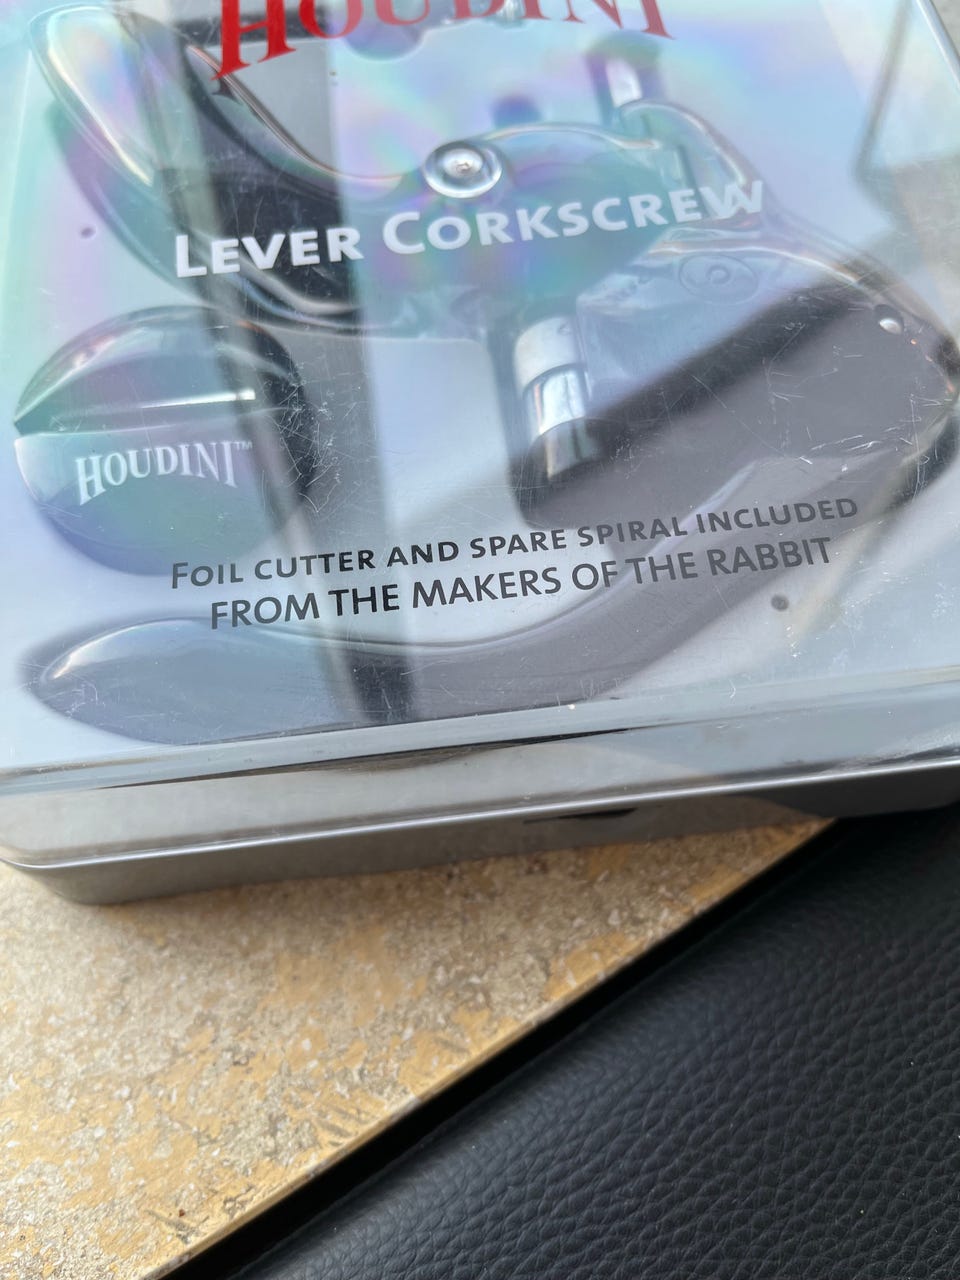 HOUDINI
LEVER CORKSCREW
HOUDINI™
FOIL CUTTER AND SPARE SPIRAL INCLUDED
FROM THE MAKERS OF THE RABBIT